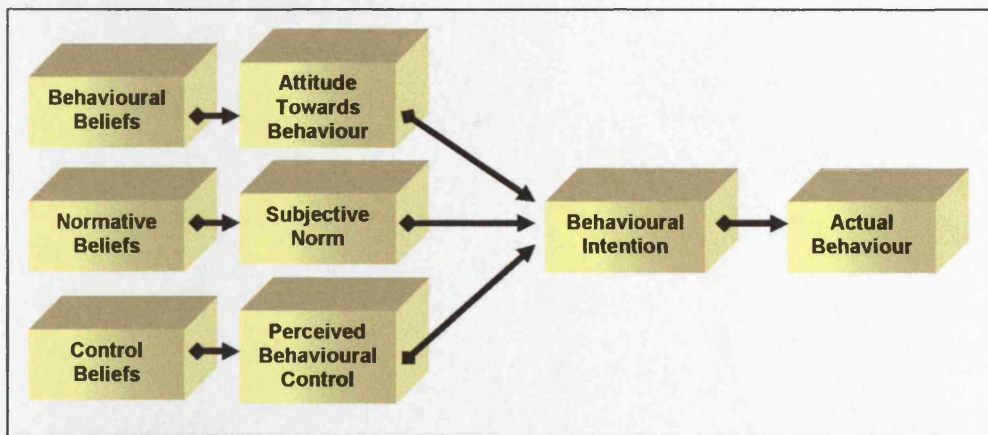 Behavioural
Beliefs
Attitude
Towards
Behaviour
Normative
Beliefs
Subjective
Norm
Behavioural
Intention
Actual
Behaviour
Control
Beliefs
Perceived
Behavioural
Control